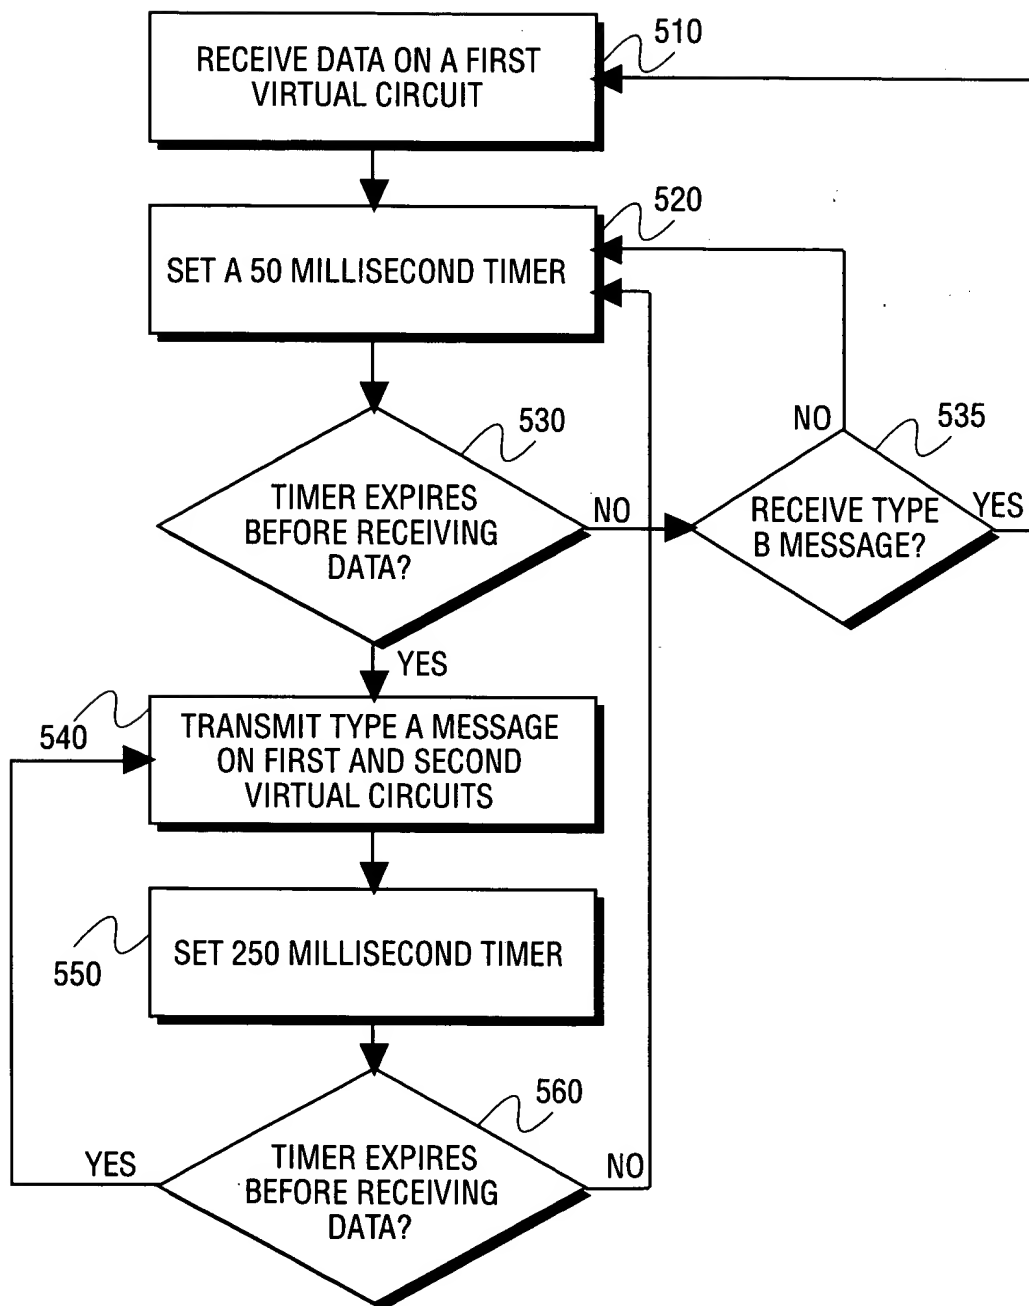 510
RECEIVE DATA ON A FIRST
VIRTUAL CIRCUIT
520
SET A 50 MILLISECOND TIMER
530
TIMER EXPIRES
BEFORE RECEIVING
DATA?
NO
NO
535
RECEIVE TYPE
B MESSAGE?
YES
YES
540
TRANSMIT TYPE A MESSAGE
ON FIRST AND SECOND
VIRTUAL CIRCUITS
550
SET 250 MILLISECOND TIMER
560
TIMER EXPIRES
BEFORE RECEIVING
DATA?
YES
NO